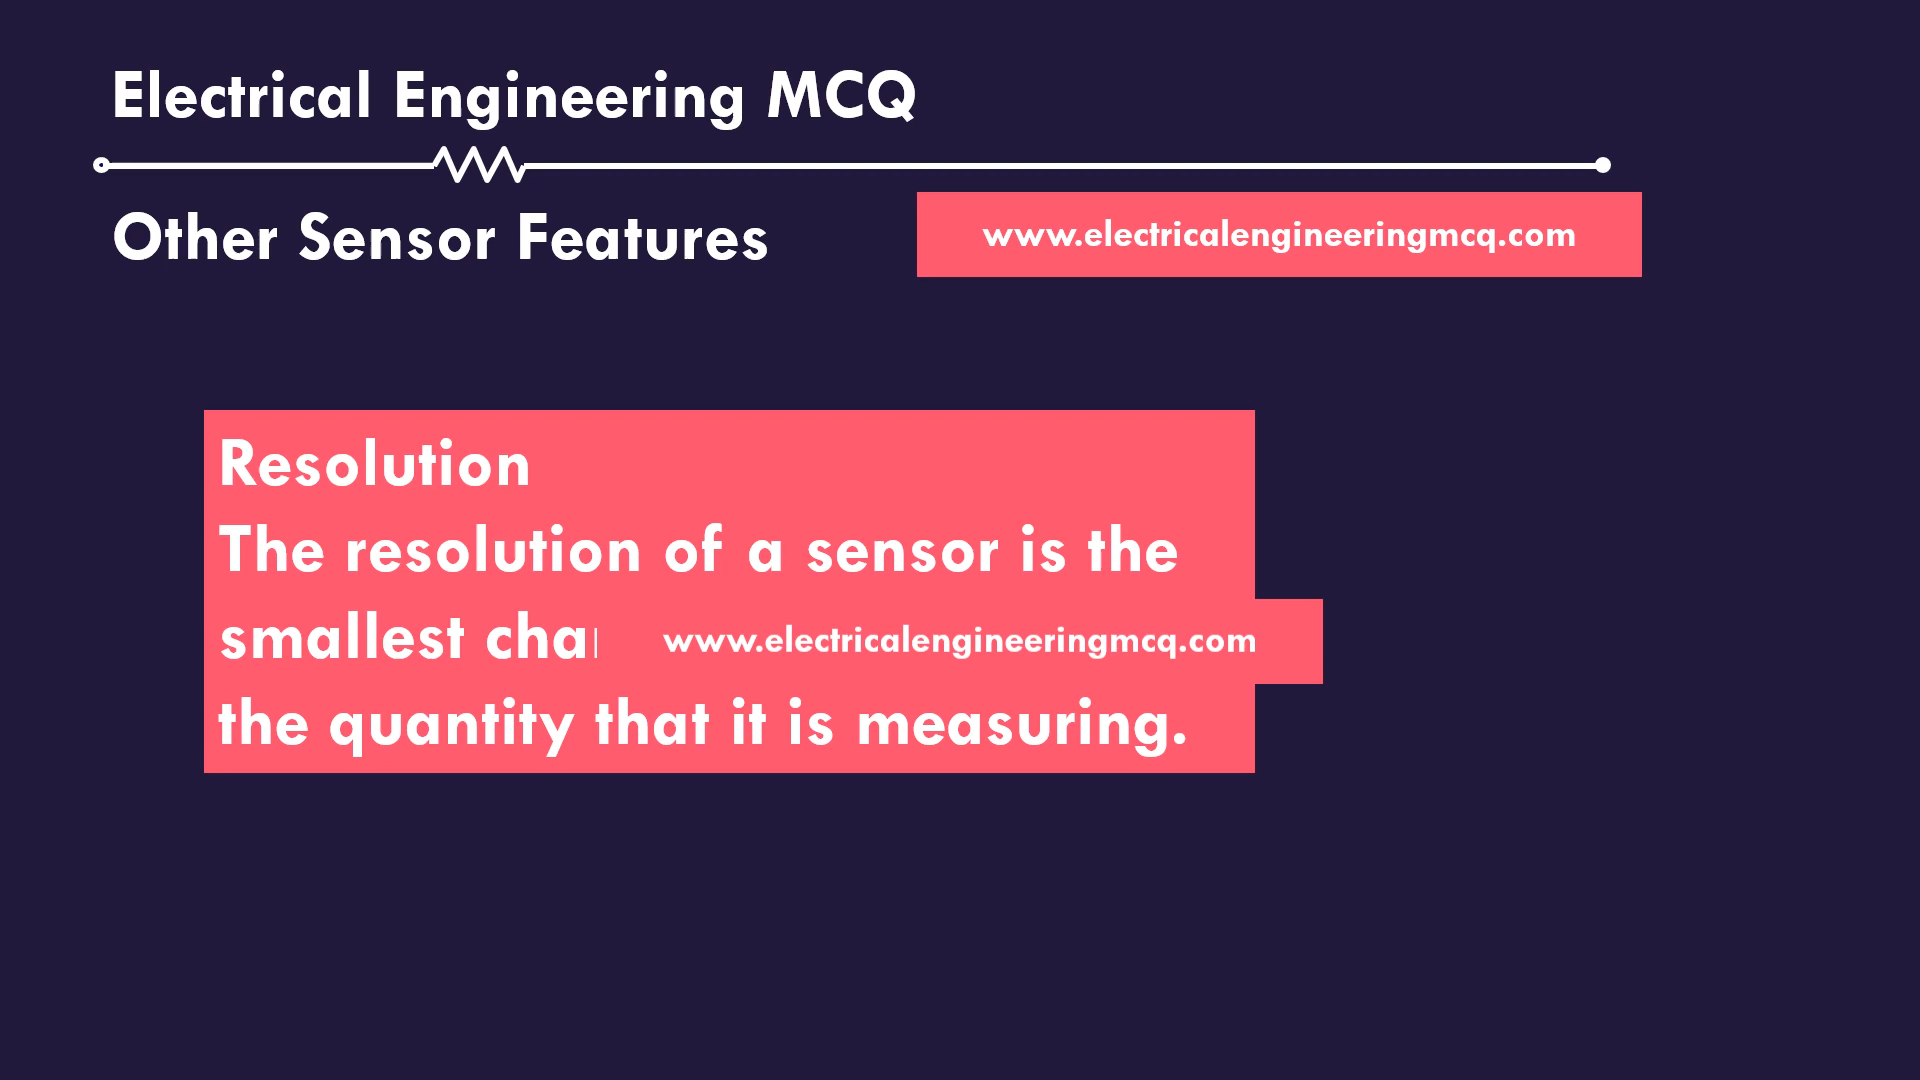 Electrical Engineering MCQ
Other Sensor Features
www.electricalengineeringmcq.com
Resolution
The resolution of a sensor is the
smallest
www.electricalengineeringmcq.com
the quantity that it is measuring.